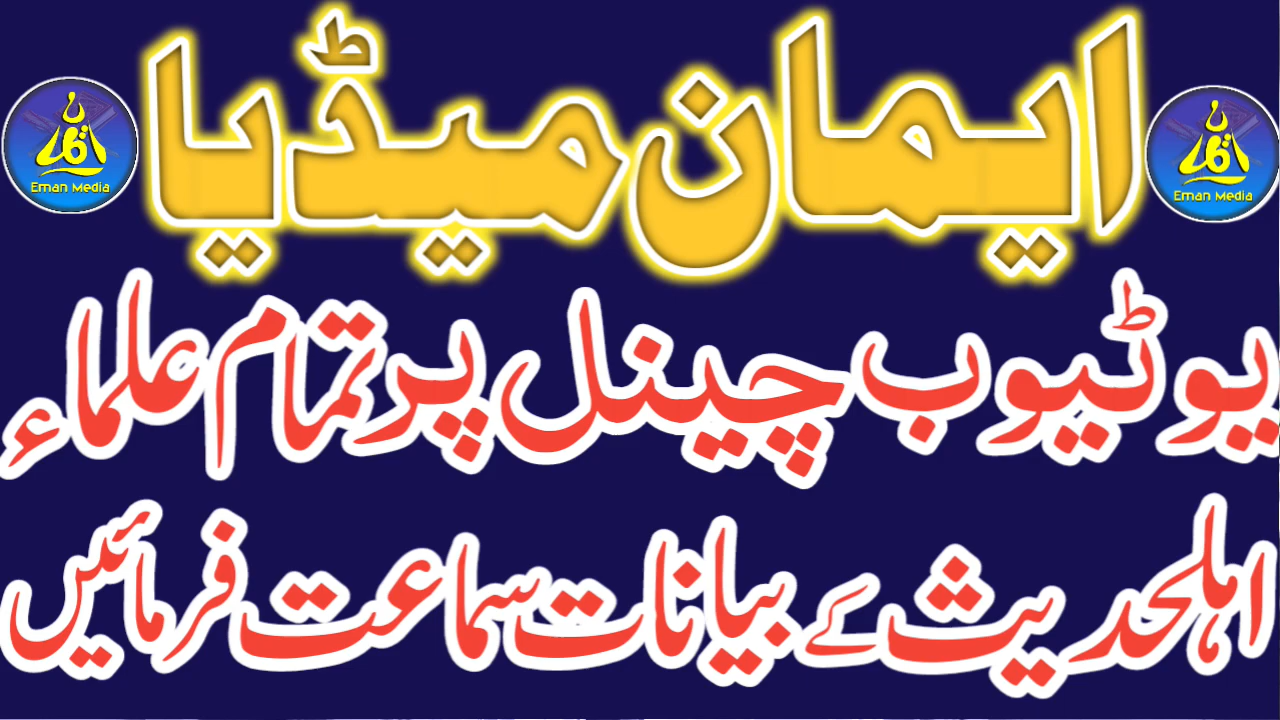 ایمان میڈیا
Eman Media
Eman Media
یوٹیوب چینل پر تمام علماء
اہلحدیث کے بیانات سماعت فرمائیں